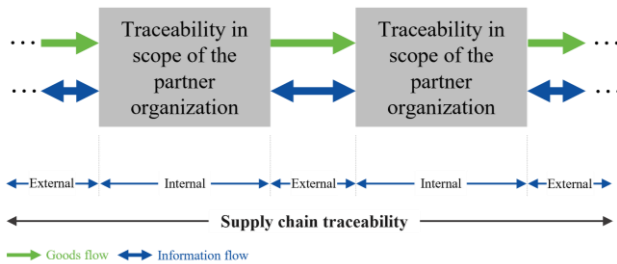 Traceability in
scope of the
partner
organization
Traceability in
scope of the
partner
organization
... ...
... ...
External Internal External Internal External
Supply chain traceability
Goods flow Information flow